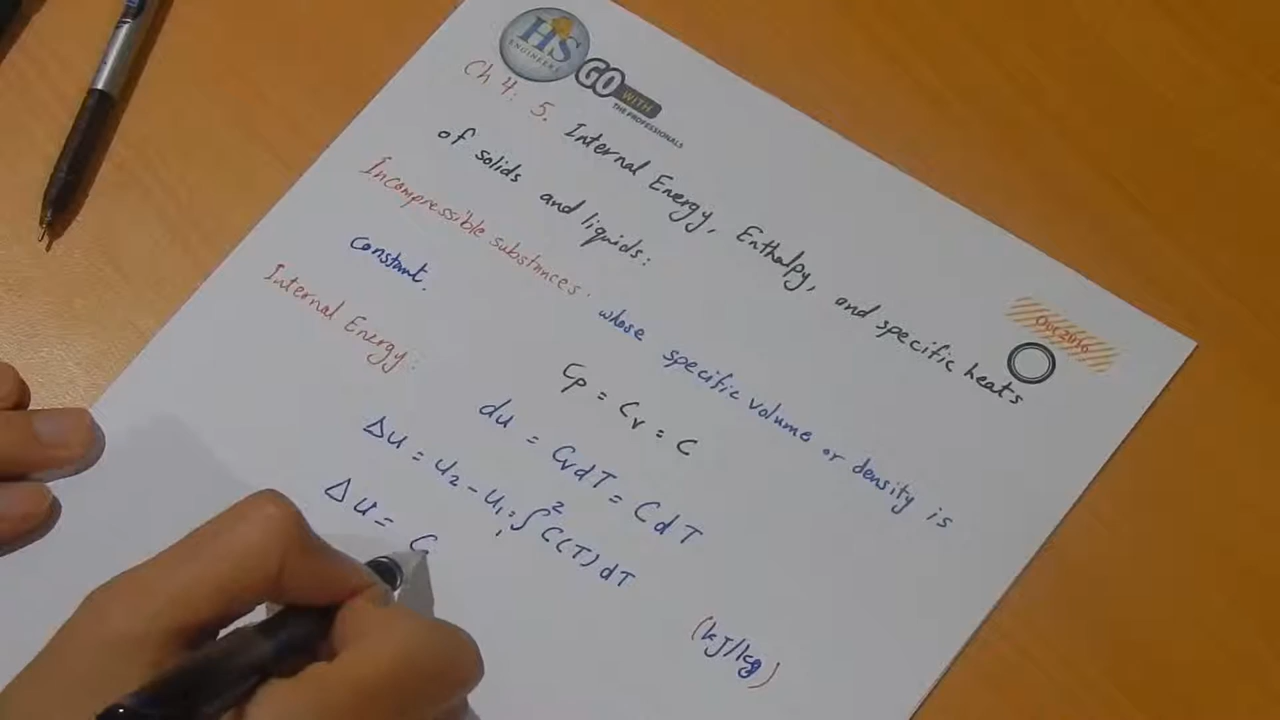 HS
ENGINEERS
GO WITH
THE PROFESSIONALS
Ch 4: 5. Internal Energy, Enthalpy, and specific heats
of solids and liquids:
Incompressible substances: whose specific volume or density is
constant.
Internal Energy:
Cp = Cv = C
du = CvdT = CdT
Δu = u2 - u1 = ∫₁² C(T) dT (kJ/kg)
Δu = C